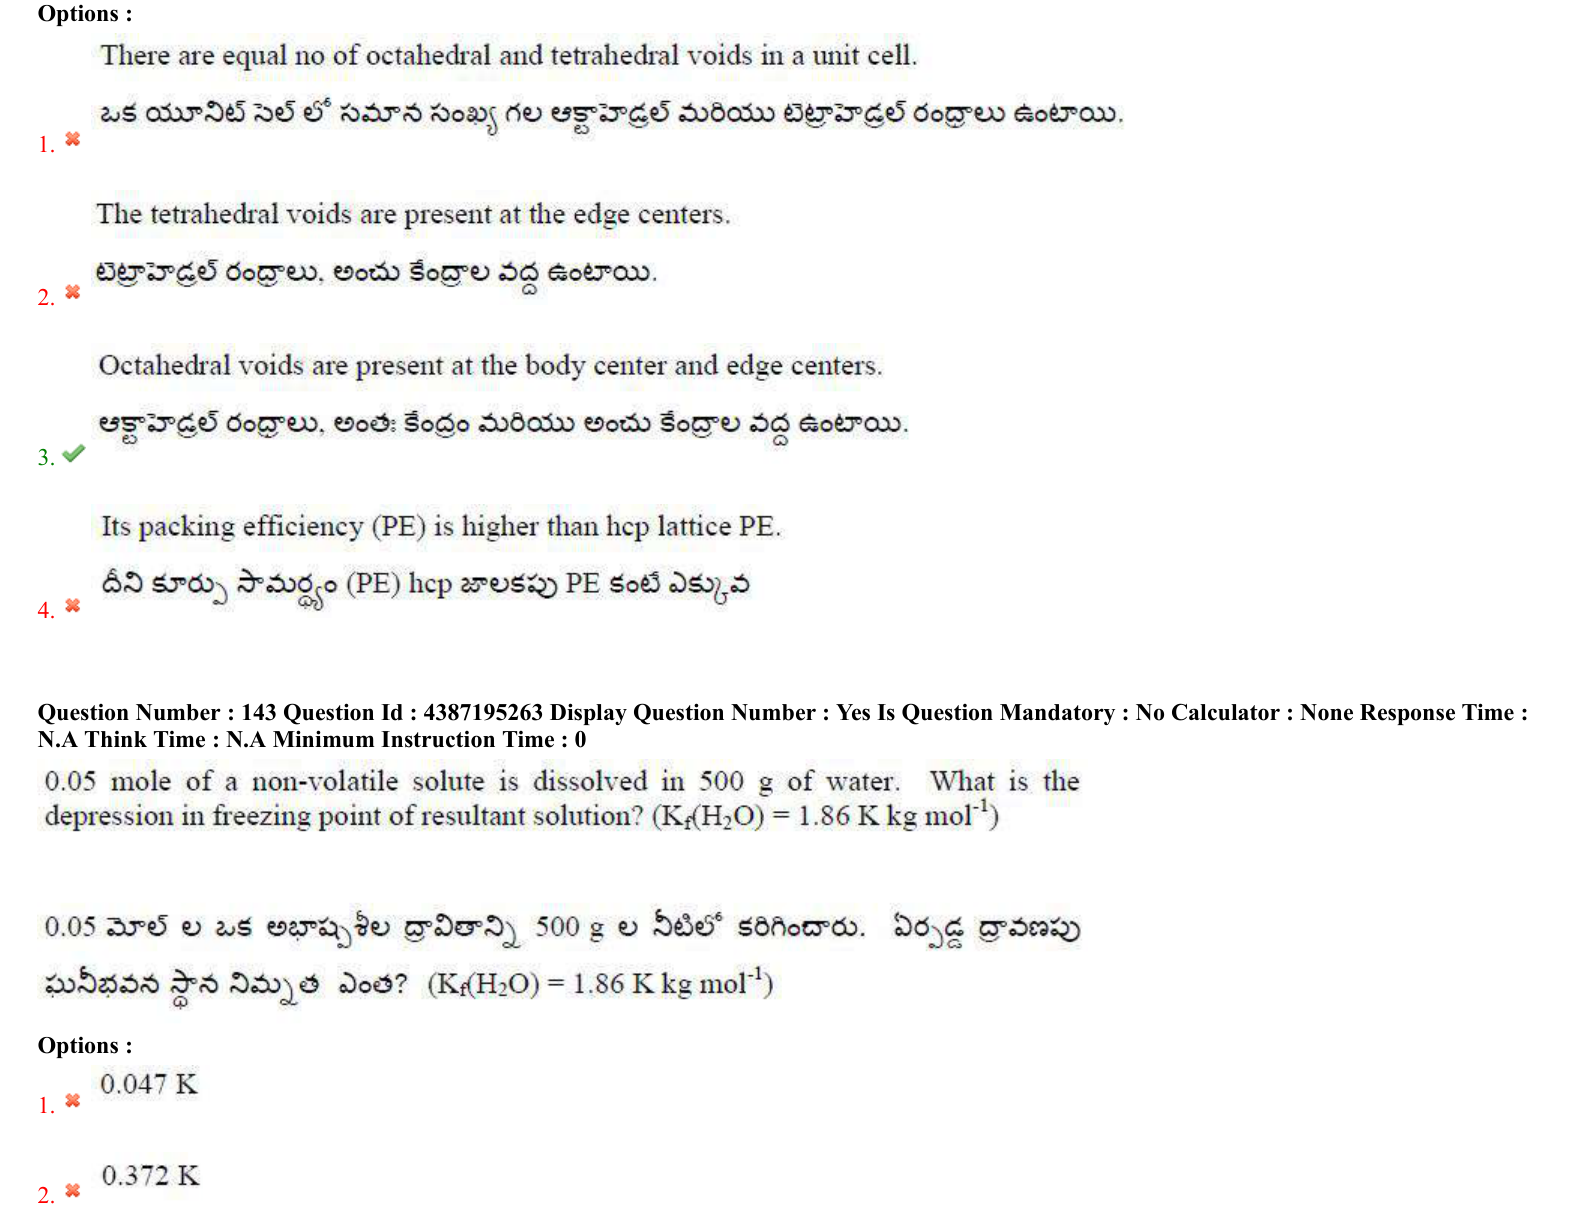 Options :
There are equal no of octahedral and tetrahedral voids in a unit cell.
ఒక యూనిట్ సెల్ లో సమాన సంఖ్య గల ఆక్టాహెడ్రల్ మరియు టెట్రాహెడ్రల్ రంధ్రాలు ఉంటాయి.
1.
The tetrahedral voids are present at the edge centers.
టెట్రాహెడ్రల్ రంధ్రాలు, అంచు కేంద్రాల వద్ద ఉంటాయి.
2.
Octahedral voids are present at the body center and edge centers.
ఆక్టాహెడ్రల్ రంధ్రాలు, అంతః కేంద్రం మరియు అంచు కేంద్రాల వద్ద ఉంటాయి.
3.
Its packing efficiency (PE) is higher than hcp lattice PE.
దీని కూర్పు సామర్థ్యం (PE) hcp జాలకపు PE కంటే ఎక్కువ
4.
Question Number : 143 Question Id : 4387195263 Display Question Number : Yes Is Question Mandatory : No Calculator : None Response Time :
N.A Think Time : N.A Minimum Instruction Time : 0
0.05 mole of a non-volatile solute is dissolved in 500 g of water. What is the
depression in freezing point of resultant solution? (K_f(H₂O) = 1.86 K kg mol⁻¹)
0.05 మోల్ ల ఒక అభాష్పశీల ద్రావితాన్ని 500 g ల నీటిలో కరిగించారు. ఏర్పడ్డ ద్రావణపు
ఘనీభవన స్థాన నిమ్నత ఎంత? (K_f(H₂O) = 1.86 K kg mol⁻¹)
Options :
0.047 K
1.
0.372 K
2.